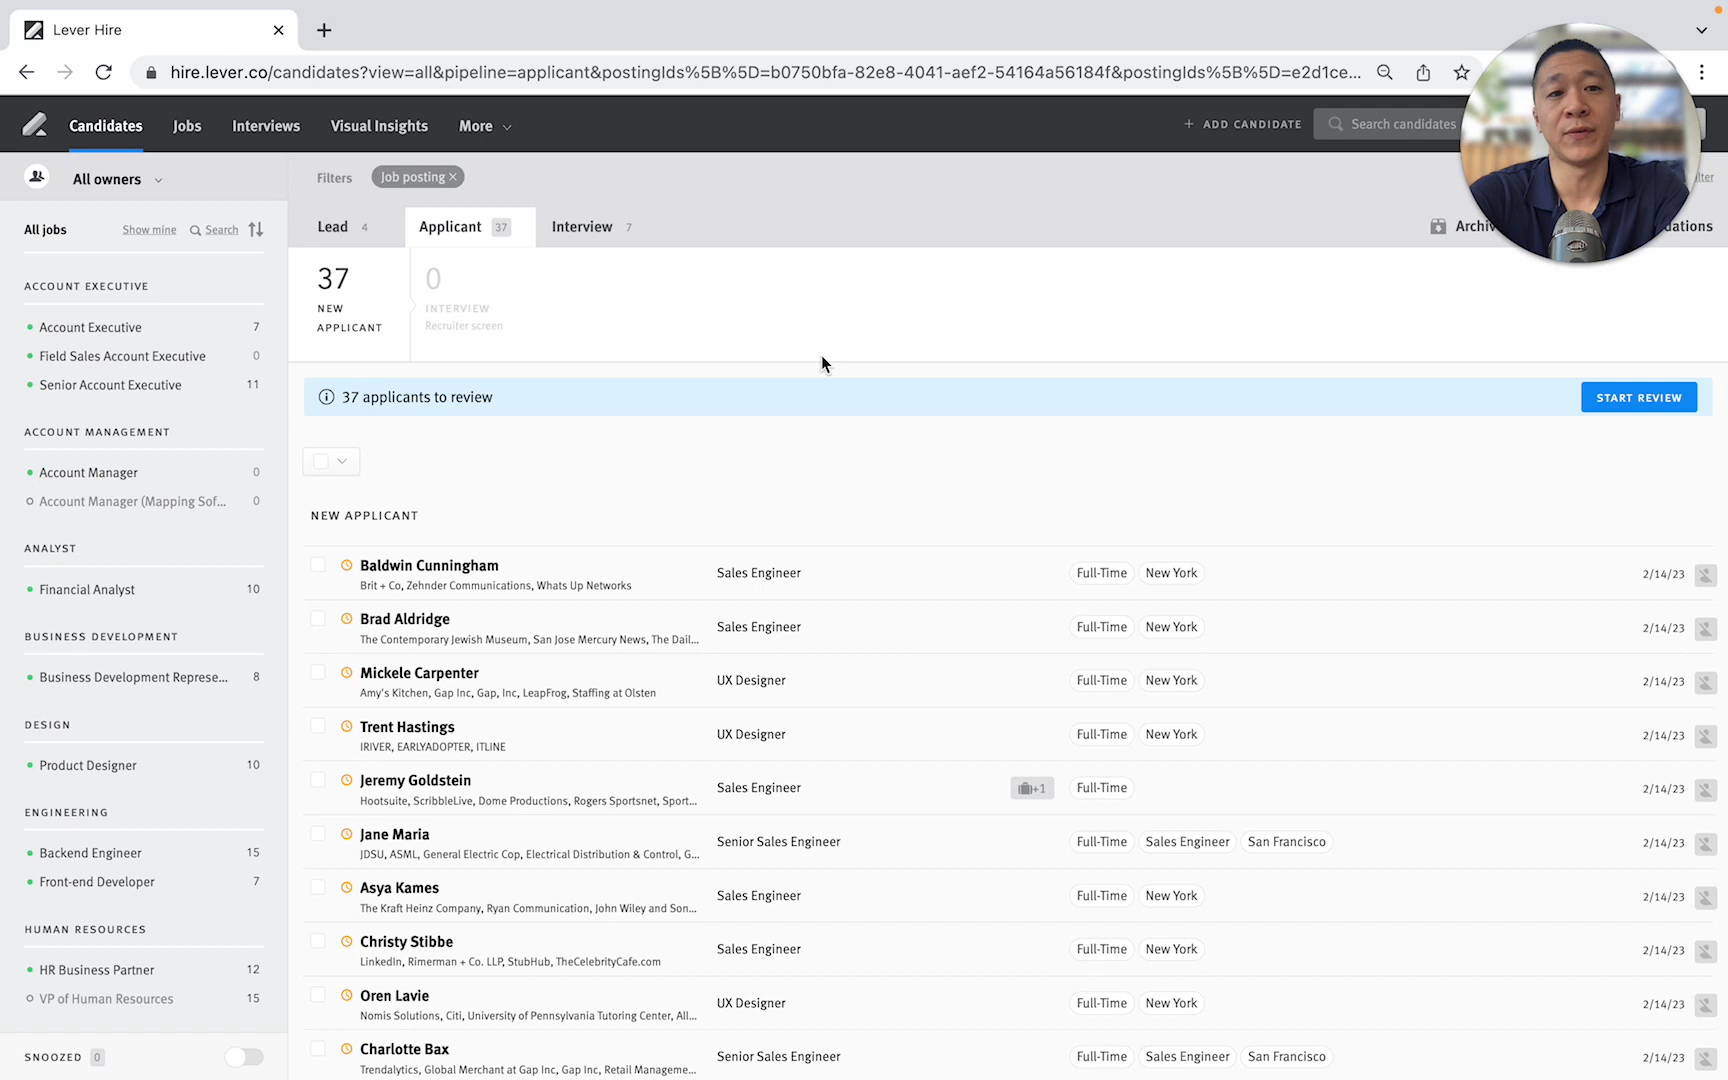 Lever Hire
hire.lever.co/candidates?view=all&pipeline=applicant&postingIds%5B%5D=b0750bfa-82e8-4041-aef2-54164a56184f&postingIds%5B%5D=e2d1ce...
Candidates Jobs Interviews Visual Insights More
+ ADD CANDIDATE Search candidates
All owners
Filters Job posting ×
All jobs Show mine Search
Lead 4 Applicant 37 Interview 7
37 NEW APPLICANT
0 INTERVIEW
Recruiter screen
37 applicants to review START REVIEW
ACCOUNT EXECUTIVE
Account Executive 7
Field Sales Account Executive 0
Senior Account Executive 11
ACCOUNT MANAGEMENT
Account Manager 0
Account Manager (Mapping Sof... 0
ANALYST
Financial Analyst 10
BUSINESS DEVELOPMENT
Business Development Represe... 8
DESIGN
Product Designer 10
ENGINEERING
Backend Engineer 15
Front-end Developer 7
HUMAN RESOURCES
HR Business Partner 12
VP of Human Resources 15
SNOOZED 0
NEW APPLICANT
Baldwin Cunningham Sales Engineer Full-Time New York 2/14/23
Brit + Co, Zehnder Communications, Whats Up Networks
Brad Aldridge Sales Engineer Full-Time New York 2/14/23
The Contemporary Jewish Museum, San Jose Mercury News, The Dail...
Mickele Carpenter UX Designer Full-Time New York 2/14/23
Amy's Kitchen, Gap Inc, Gap, Inc, LeapFrog, Staffing at Olsten
Trent Hastings UX Designer Full-Time New York 2/14/23
IRIVER, EARLYADOPTER, ITLINE
Jeremy Goldstein Sales Engineer +1 Full-Time 2/14/23
Hootsuite, ScribbleLive, Dome Productions, Rogers Sportsnet, Sport...
Jane Maria Senior Sales Engineer Full-Time Sales Engineer San Francisco 2/14/23
JDSU, ASML, General Electric Cop, Electrical Distribution & Control, G...
Asya Kames Sales Engineer Full-Time New York 2/14/23
The Kraft Heinz Company, Ryan Communication, John Wiley and Son...
Christy Stibbe Sales Engineer Full-Time New York 2/14/23
LinkedIn, Rimerman + Co. LLP, StubHub, TheCelebrityCafe.com
Oren Lavie UX Designer Full-Time New York 2/14/23
Nomis Solutions, Citi, University of Pennsylvania Tutoring Center, All...
Charlotte Bax Senior Sales Engineer Full-Time Sales Engineer San Francisco 2/14/23
Trendalytics, Global Merchant at Gap Inc, Gap Inc, Retail Manageme...